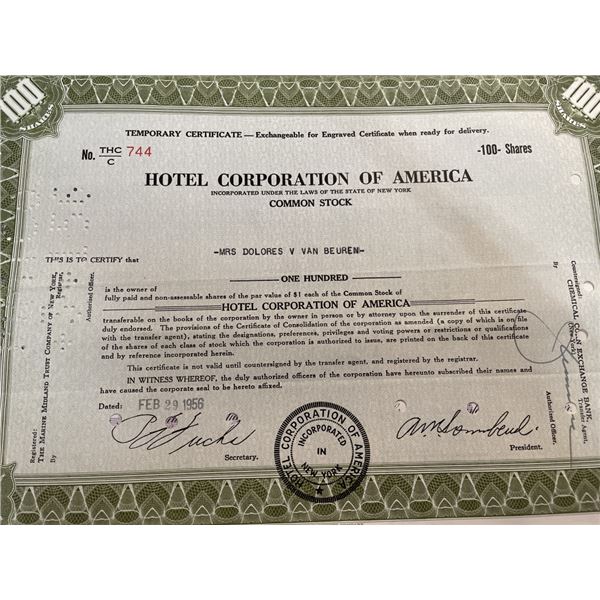 100
SHARES
100
SHARES
TEMPORARY CERTIFICATE — Exchangeable for Engraved Certificate when ready for delivery.
No. THC/C 744
-100- Shares
HOTEL CORPORATION OF AMERICA
INCORPORATED UNDER THE LAWS OF THE STATE OF NEW YORK
COMMON STOCK
THIS IS TO CERTIFY that
-MRS DOLORES V VAN BEUREN-
ONE HUNDRED
is the owner of
fully paid and non-assessable shares of the par value of $1 each of the Common Stock of
HOTEL CORPORATION OF AMERICA
transferable on the books of the corporation by the owner in person or by attorney upon the surrender of this certificate
duly endorsed. The provisions of the Certificate of Consolidation of the corporation as amended (a copy of which is on file
with the transfer agent), stating the designations, preferences, privileges and voting powers or restrictions or qualifications
of the shares of each class of stock which the corporation is authorized to issue, are printed on the back of this certificate
and by reference incorporated herein.
This certificate is not valid until countersigned by the transfer agent, and registered by the registrar.
IN WITNESS WHEREOF, the duly authorized officers of the corporation have hereunto subscribed their names and
have caused the corporate seal to be hereto affixed.
Dated: FEB 29 1956
Secretary.
President.
HOTEL CORPORATION OF AMERICA
INCORPORATED
IN
NEW YORK
Registered:
THE MARINE MIDLAND TRUST COMPANY OF NEW YORK,
Registrar,
By
Authorized Officer.
Countersigned:
CHEMICAL CORN EXCHANGE BANK,
(New York)
Transfer Agent,
By
Authorized Officer.